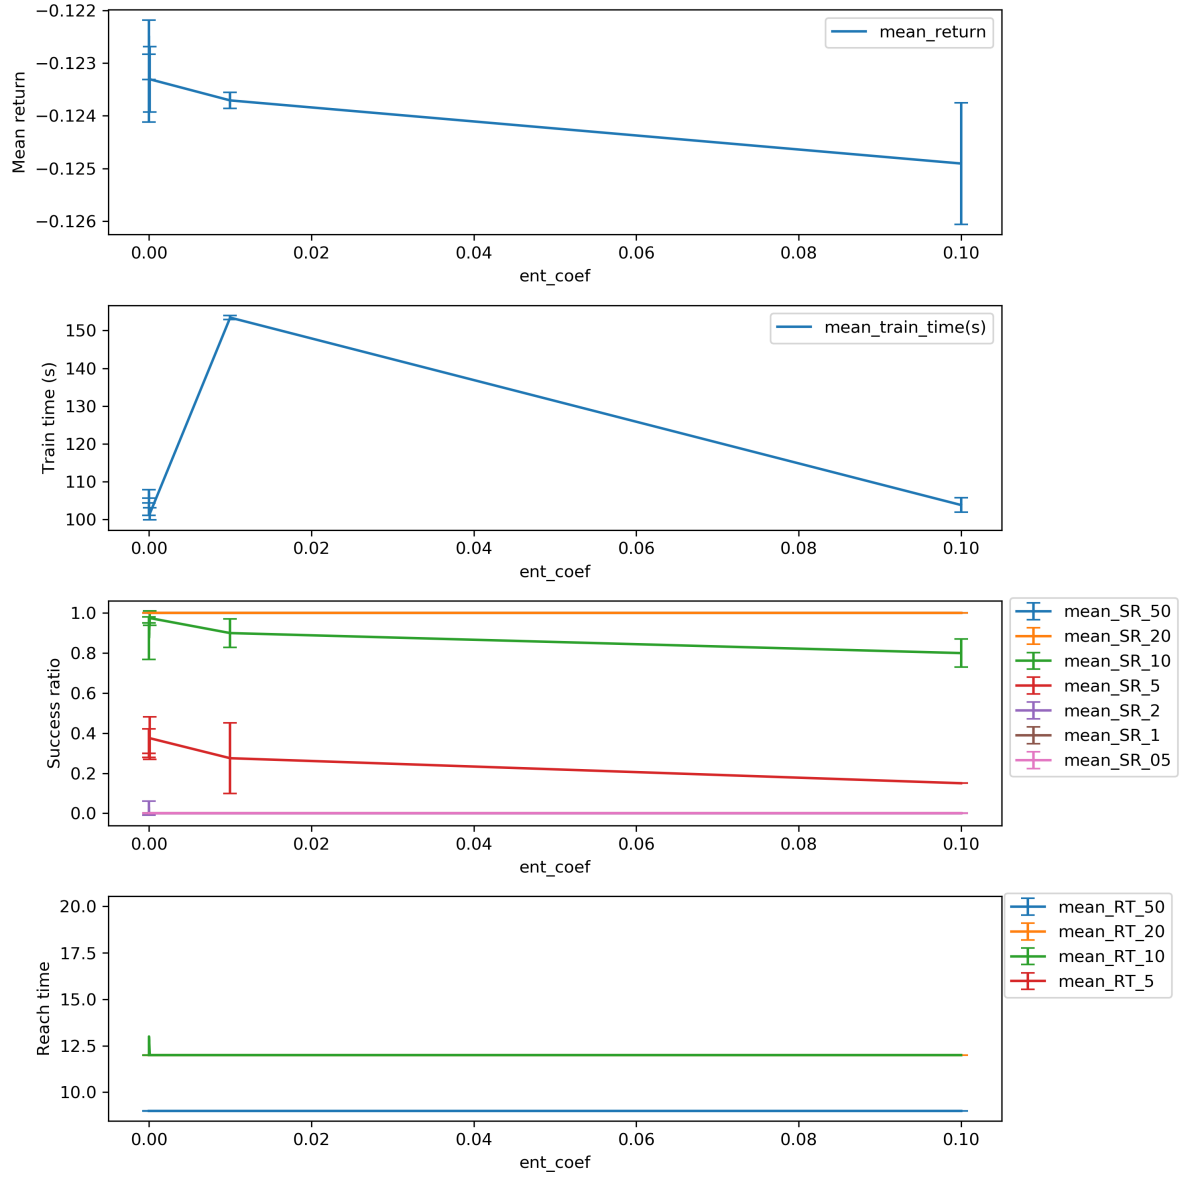 −0.122
−0.123
−0.124
−0.125
−0.126
Mean return
mean_return
0.00 0.02 0.04 0.06 0.08 0.10
ent_coef
150
140
130
120
110
100
Train time (s)
mean_train_time(s)
0.00 0.02 0.04 0.06 0.08 0.10
ent_coef
1.0
0.8
0.6
0.4
0.2
0.0
Success ratio
mean_SR_50
mean_SR_20
mean_SR_10
mean_SR_5
mean_SR_2
mean_SR_1
mean_SR_05
0.00 0.02 0.04 0.06 0.08 0.10
ent_coef
20.0
17.5
15.0
12.5
10.0
Reach time
mean_RT_50
mean_RT_20
mean_RT_10
mean_RT_5
0.00 0.02 0.04 0.06 0.08 0.10
ent_coef